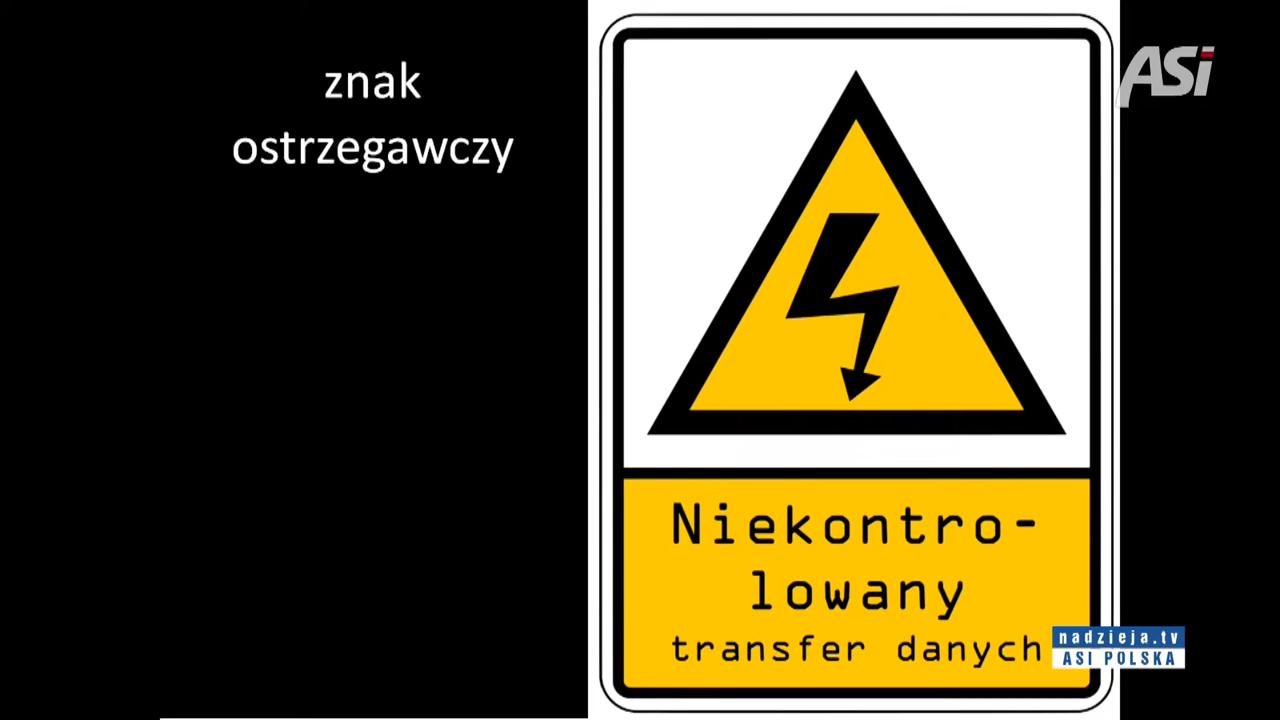 znak
ostrzegawczy
ASi
Niekontro-
lowany
transfer danych
nadzieja.tv
ASI POLSKA